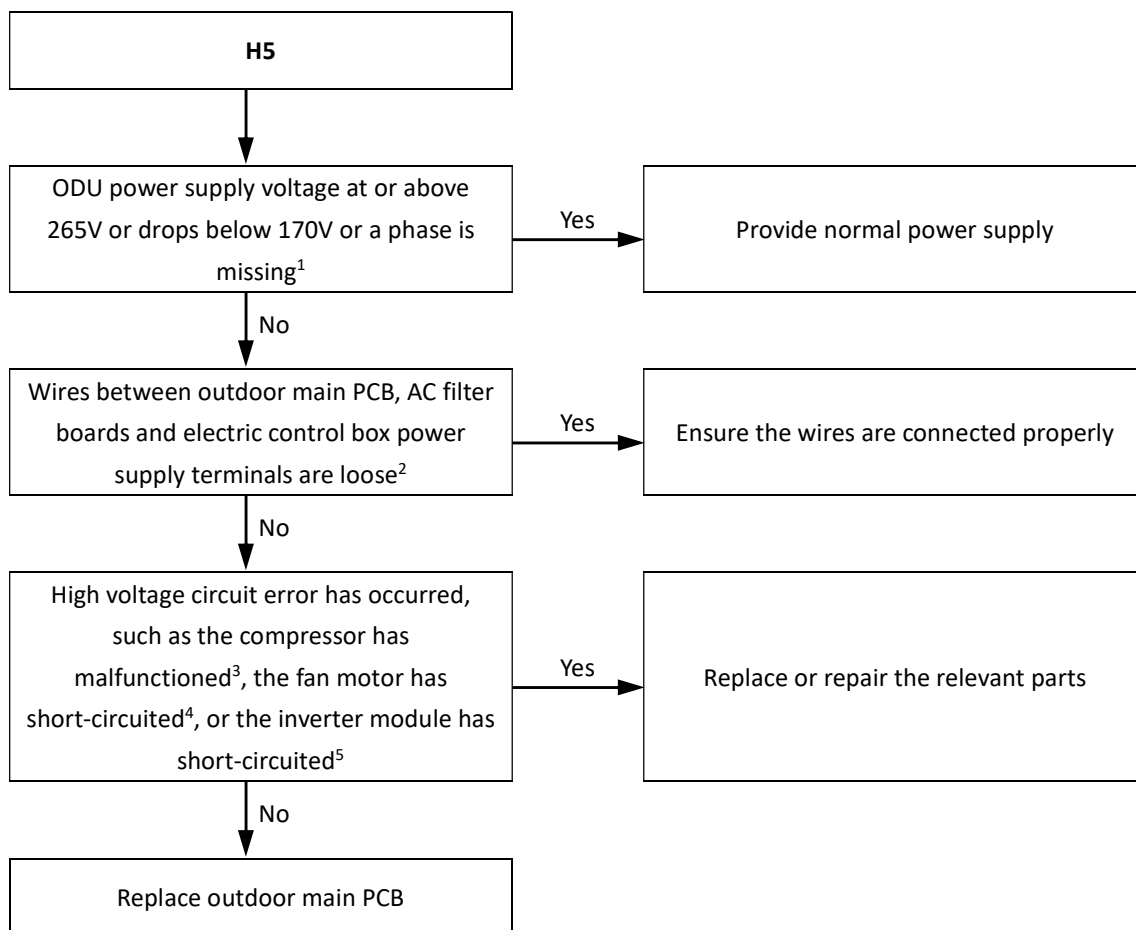 H5
ODU power supply voltage at or above
265V or drops below 170V or a phase is
missing¹
Yes
Provide normal power supply
No
Wires between outdoor main PCB, AC filter
boards and electric control box power
supply terminals are loose²
Yes
Ensure the wires are connected properly
No
High voltage circuit error has occurred,
such as the compressor has
malfunctioned³, the fan motor has
short-circuited⁴, or the inverter module has
short-circuited⁵
Yes
Replace or repair the relevant parts
No
Replace outdoor main PCB